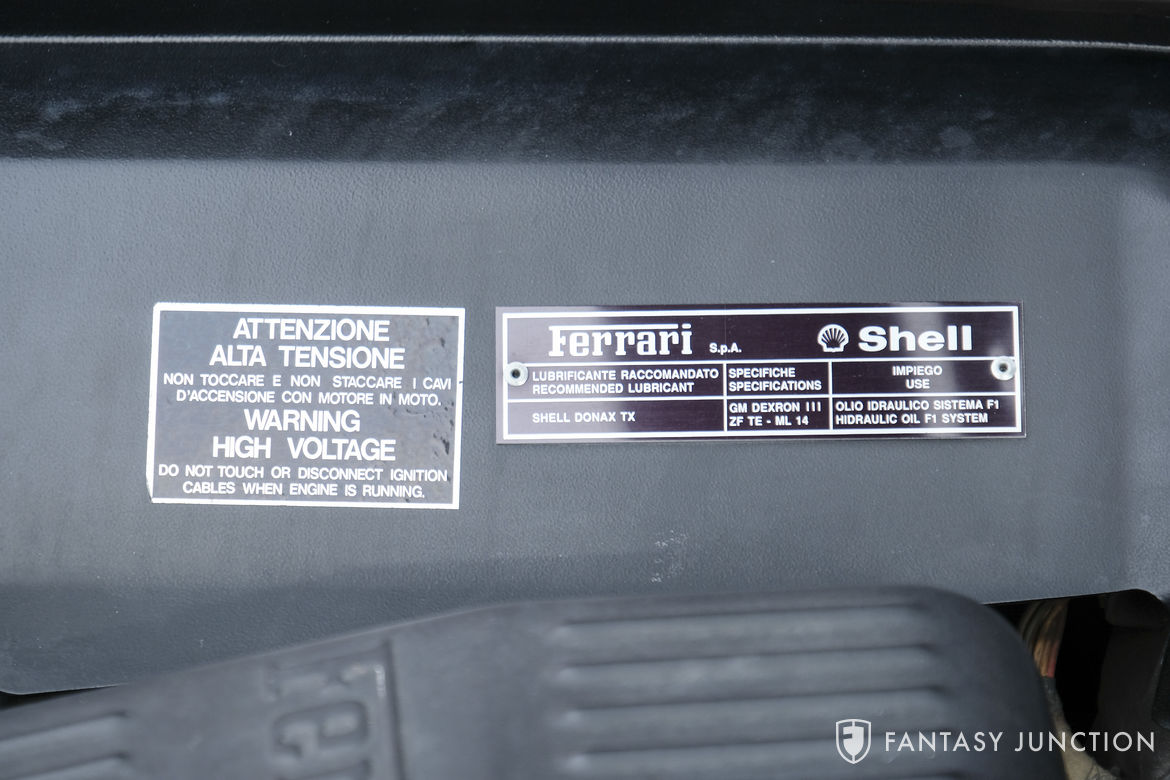 ATTENZIONE
ALTA TENSIONE
NON TOCCARE E NON STACCARE I CAVI
D'ACCENSIONE CON MOTORE IN MOTO.
WARNING
HIGH VOLTAGE
DO NOT TOUCH OR DISCONNECT IGNITION
CABLES WHEN ENGINE IS RUNNING.
Ferrari S.p.A. Shell
LUBRIFICANTE RACCOMANDATO
RECOMMENDED LUBRICANT
SPECIFICHE
SPECIFICATIONS
IMPIEGO
USE
SHELL DONAX TX
GM DEXRON III
ZF TE - ML 14
OLIO IDRAULICO SISTEMA F1
HIDRAULIC OIL F1 SYSTEM
FANTASY JUNCTION